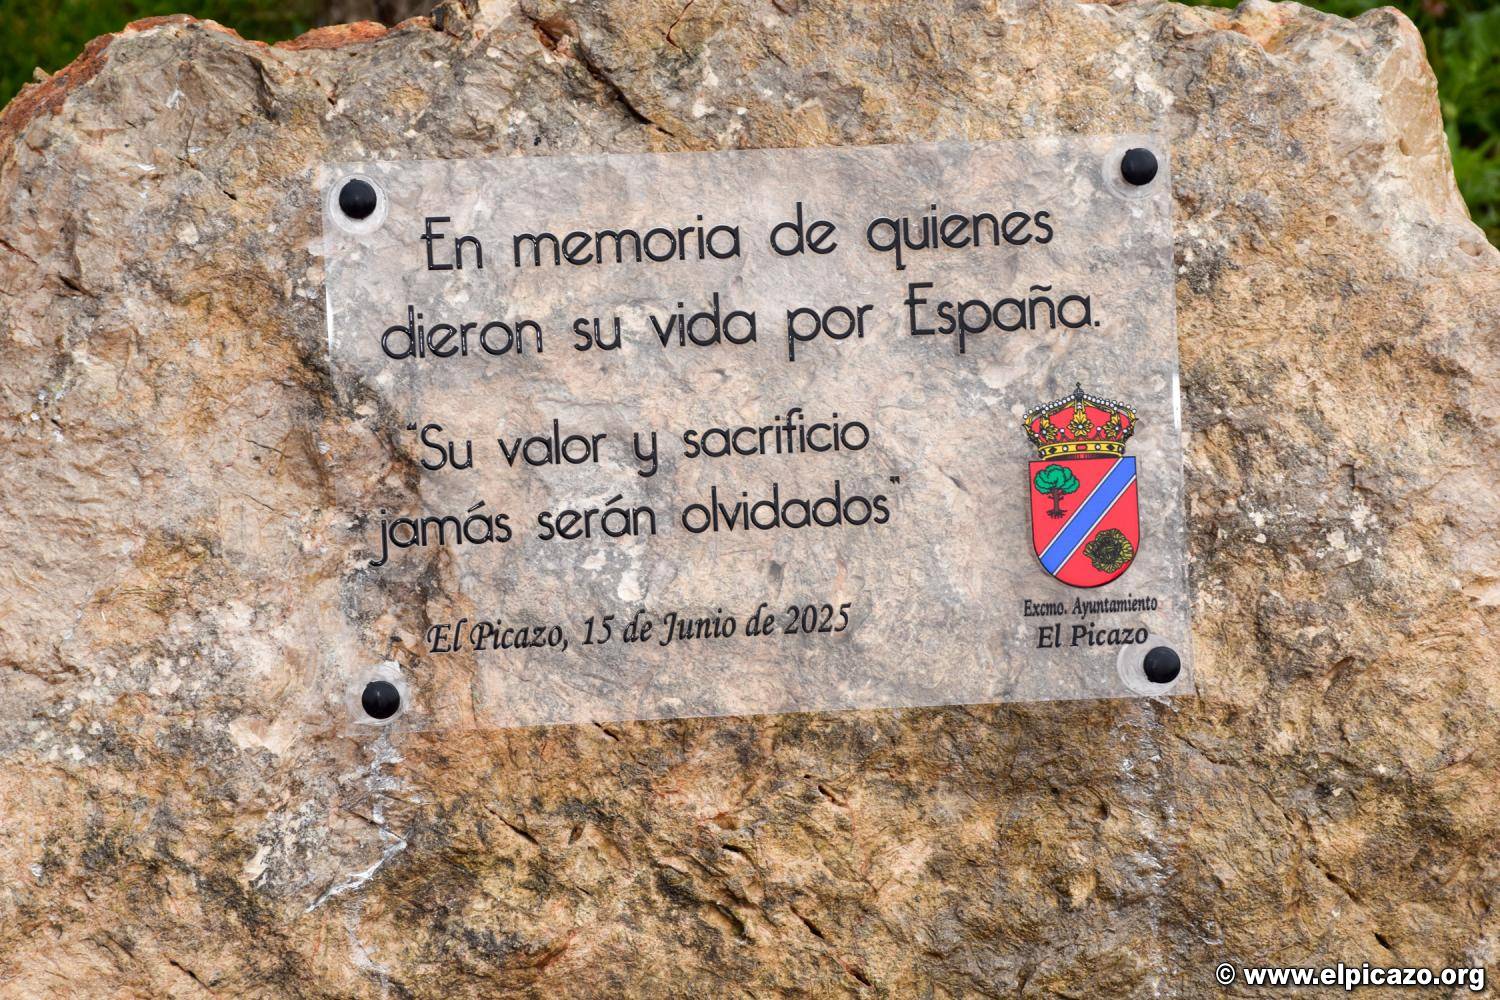 En memoria de quienes
dieron su vida por España.
“Su valor y sacrificio
jamás serán olvidados”
El Picazo, 15 de Junio de 2025
Excmo. Ayuntamiento
El Picazo
© www.elpicazo.org